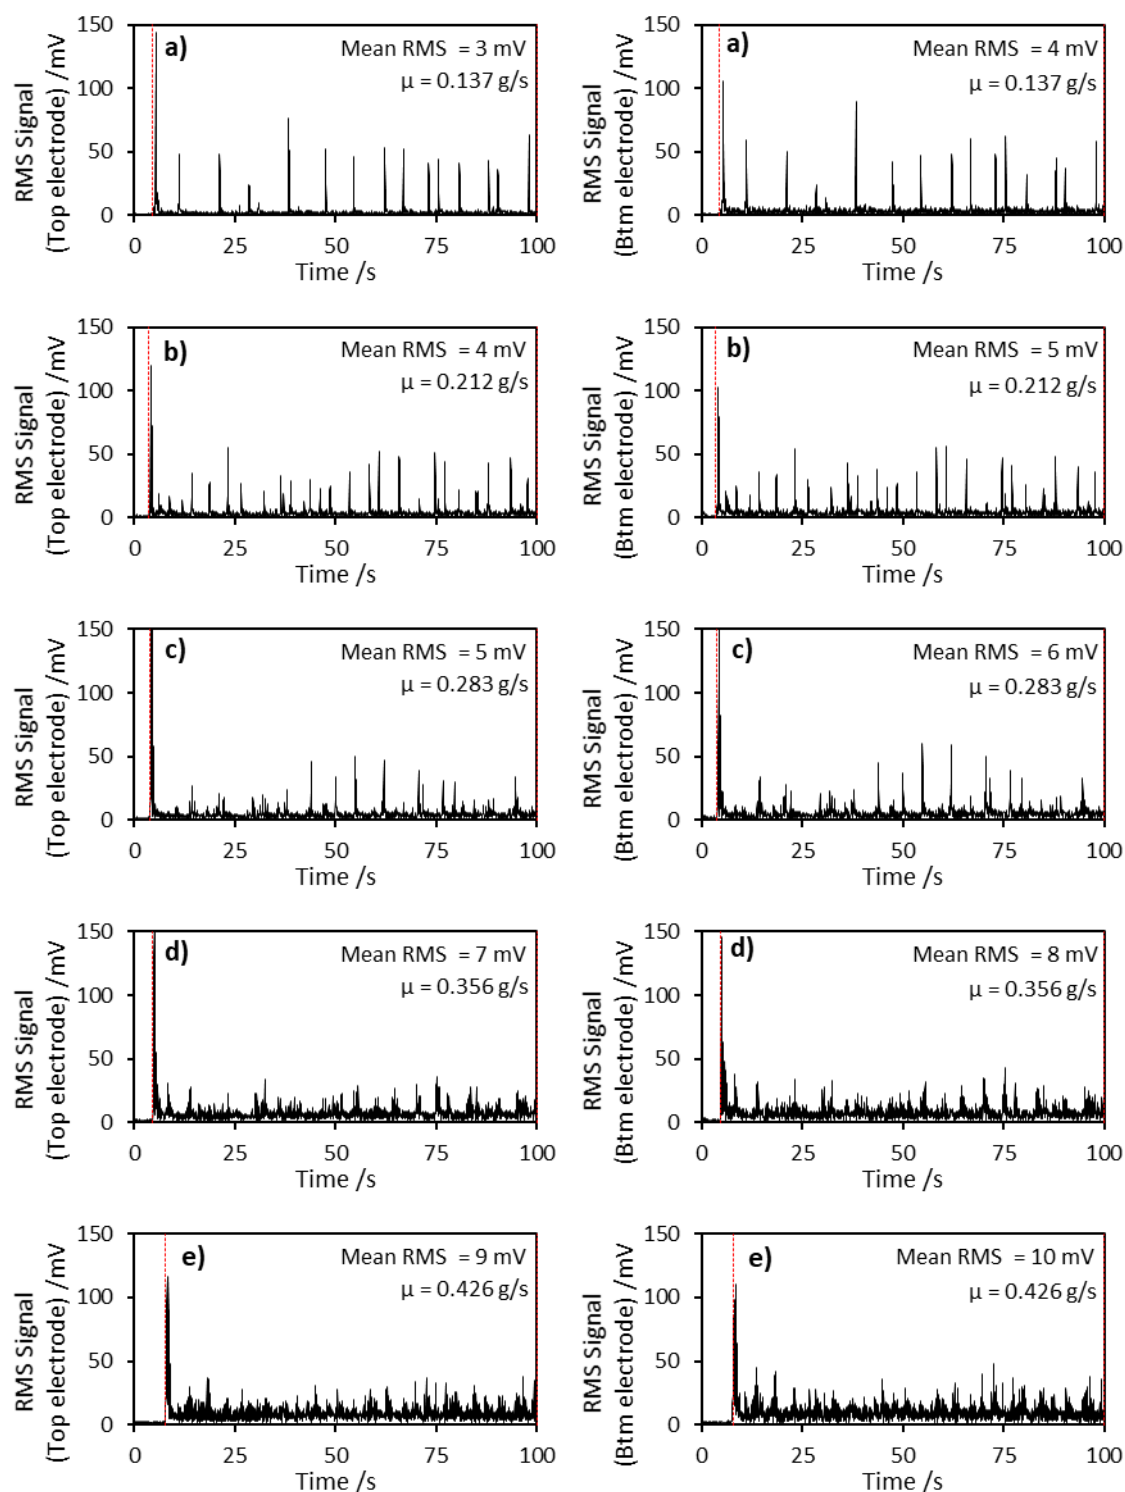 RMS Signal
(Top electrode) /mV
150
100
50
0
a)
Mean RMS = 3 mV
μ = 0.137 g/s
0 25 50 75 100
Time /s
RMS Signal
(Btm electrode) /mV
150
100
50
0
a)
Mean RMS = 4 mV
μ = 0.137 g/s
0 25 50 75 100
Time /s
RMS Signal
(Top electrode) /mV
150
100
50
0
b)
Mean RMS = 4 mV
μ = 0.212 g/s
0 25 50 75 100
Time /s
RMS Signal
(Btm electrode) /mV
150
100
50
0
b)
Mean RMS = 5 mV
μ = 0.212 g/s
0 25 50 75 100
Time /s
RMS Signal
(Top electrode) /mV
150
100
50
0
c)
Mean RMS = 5 mV
μ = 0.283 g/s
0 25 50 75 100
Time /s
RMS Signal
(Btm electrode) /mV
150
100
50
0
c)
Mean RMS = 6 mV
μ = 0.283 g/s
0 25 50 75 100
Time /s
RMS Signal
(Top electrode) /mV
150
100
50
0
d)
Mean RMS = 7 mV
μ = 0.356 g/s
0 25 50 75 100
Time /s
RMS Signal
(Btm electrode) /mV
150
100
50
0
d)
Mean RMS = 8 mV
μ = 0.356 g/s
0 25 50 75 100
Time /s
RMS Signal
(Top electrode) /mV
150
100
50
0
e)
Mean RMS = 9 mV
μ = 0.426 g/s
0 25 50 75 100
Time /s
RMS Signal
(Btm electrode) /mV
150
100
50
0
e)
Mean RMS = 10 mV
μ = 0.426 g/s
0 25 50 75 100
Time /s